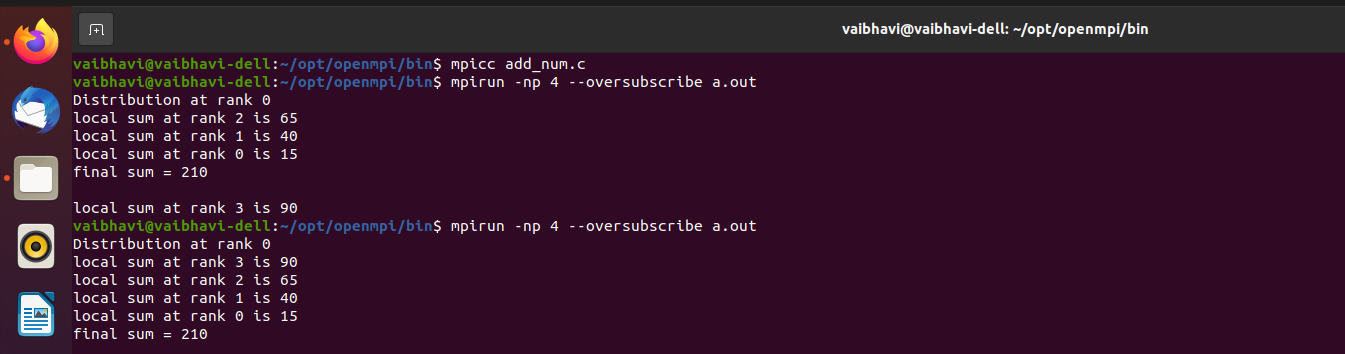 vaibhavi@vaibhavi-dell: ~/opt/openmpi/bin
vaibhavi@vaibhavi-dell:~/opt/openmpi/bin$ mpicc add_num.c
vaibhavi@vaibhavi-dell:~/opt/openmpi/bin$ mpirun -np 4 --oversubscribe a.out
Distribution at rank 0
local sum at rank 2 is 65
local sum at rank 1 is 40
local sum at rank 0 is 15
final sum = 210
local sum at rank 3 is 90
vaibhavi@vaibhavi-dell:~/opt/openmpi/bin$ mpirun -np 4 --oversubscribe a.out
Distribution at rank 0
local sum at rank 3 is 90
local sum at rank 2 is 65
local sum at rank 1 is 40
local sum at rank 0 is 15
final sum = 210